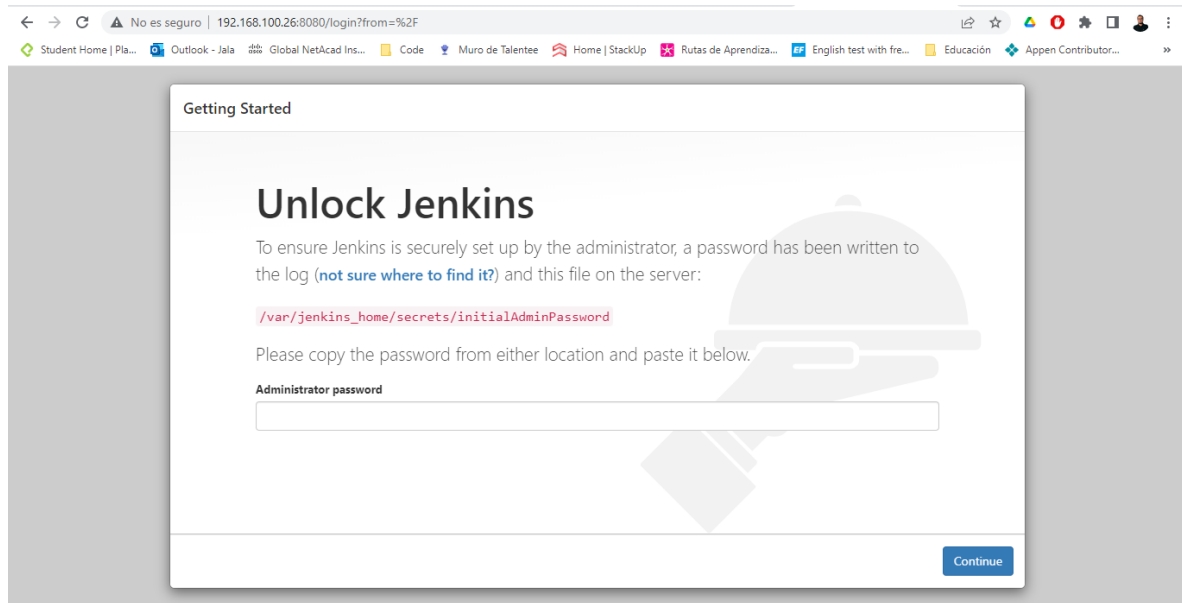 No es seguro | 192.168.100.26:8080/login?from=%2F
Student Home | Pla... Outlook - Jala Global NetAcad Ins... Code Muro de Talentee Home | StackUp Rutas de Aprendiza... EF English test with fre... Educación Appen Contributor... »
Getting Started
Unlock Jenkins
To ensure Jenkins is securely set up by the administrator, a password has been written to
the log (not sure where to find it?) and this file on the server:
/var/jenkins_home/secrets/initialAdminPassword
Please copy the password from either location and paste it below.
Administrator password
Continue